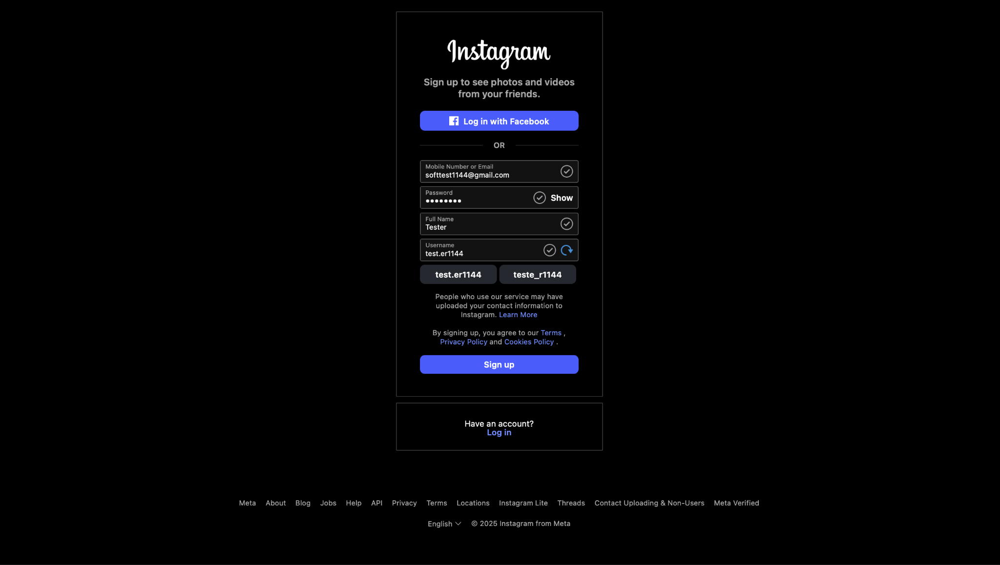 Instagram
Sign up to see photos and videos
from your friends.
Log in with Facebook
OR
Mobile Number or Email
softtest1144@gmail.com
Password
Show
Full Name
Tester
Username
test.er1144
test.er1144 teste_r1144
People who use our service may have
uploaded your contact information to
Instagram. Learn More
By signing up, you agree to our Terms ,
Privacy Policy and Cookies Policy .
Sign up
Have an account?
Log in
Meta About Blog Jobs Help API Privacy Terms Locations Instagram Lite Threads Contact Uploading & Non-Users Meta Verified
English © 2025 Instagram from Meta